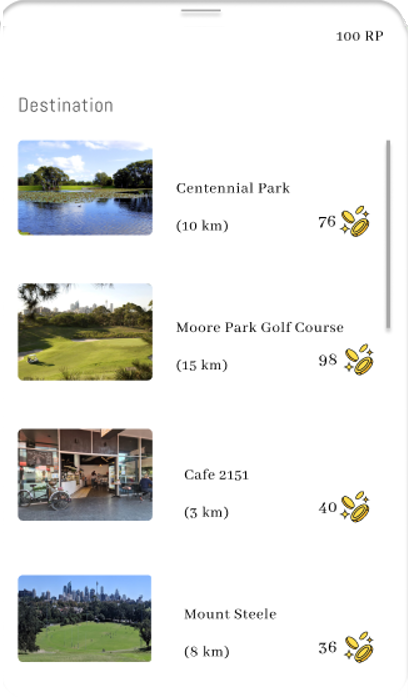 100 RP
Destination
Centennial Park
(10 km)
76
Moore Park Golf Course
(15 km)
98
Cafe 2151
(3 km)
40
Mount Steele
(8 km)
36